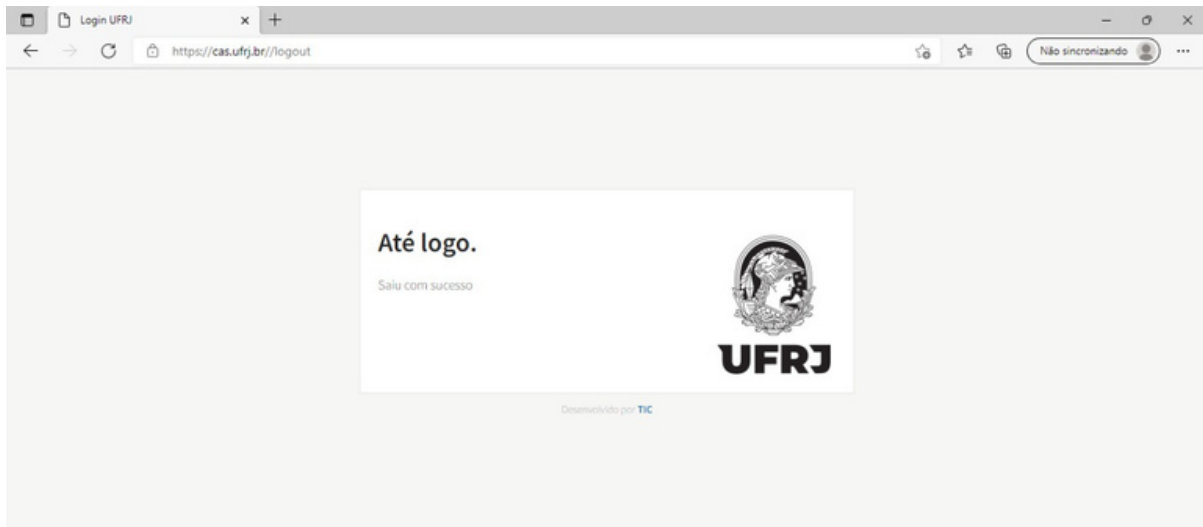 Login UFRJ
https://cas.ufrj.br//logout
Não sincronizando
Até logo.
Saiu com sucesso
UFRJ
Desenvolvido por TIC